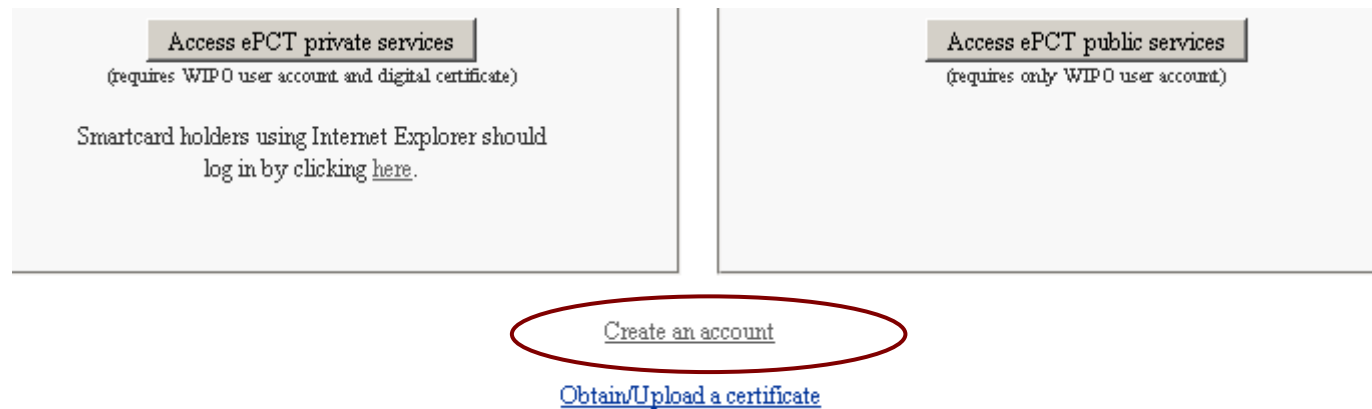 Access ePCT private services
(requires WIPO user account and digital certificate)
Smartcard holders using Internet Explorer should
log in by clicking here.
Access ePCT public services
(requires only WIPO user account)
Create an account
Obtain/Upload a certificate